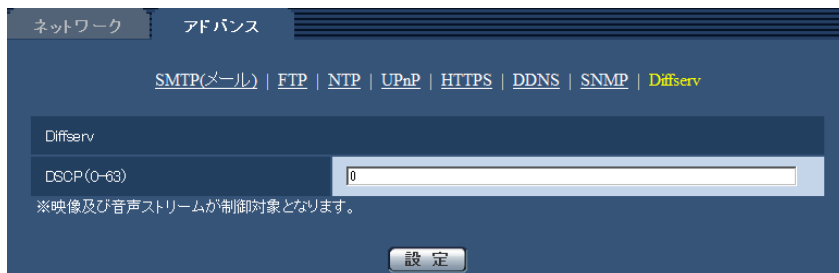 ネットワーク アドバンス
SMTP(メール) | FTP | NTP | UPnP | HTTPS | DDNS | SNMP | Diffserv
Diffserv
DSCP(0-63) 0
※映像及び音声ストリームが制御対象となります。
設 定